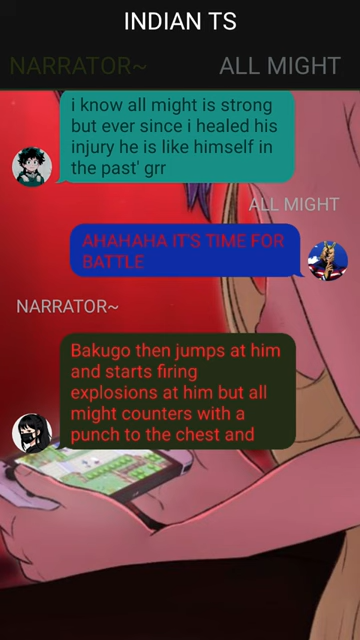 INDIAN TS
NARRATOR~
ALL MIGHT
i know all might is strong
but ever since i healed his
injury he is like himself in
the past' grr
ALL MIGHT
AHAHAHA IT'S TIME FOR
BATTLE
NARRATOR~
Bakugo then jumps at him
and starts firing
explosions at him but all
might counters with a
punch to the chest and